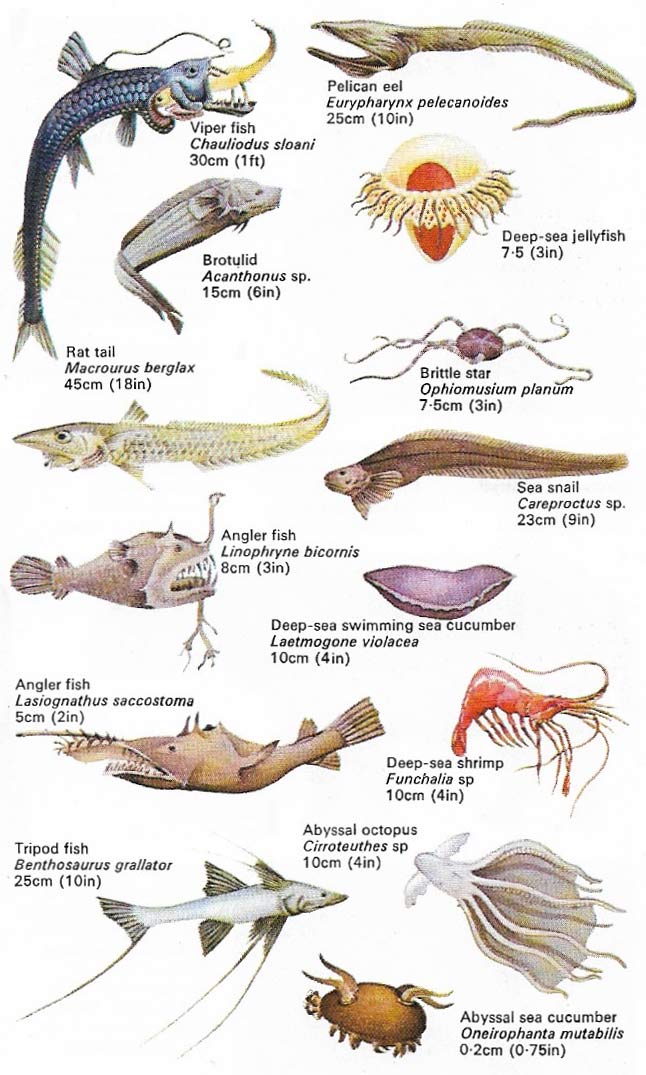 Pelican eel
Eurypharynx pelecanoides
25cm (10in)
Viper fish
Chauliodus sloani
30cm (1ft)
Deep-sea jellyfish
7·5 (3in)
Brotulid
Acanthonus sp.
15cm (6in)
Rat tail
Macrourus berglax
45cm (18in)
Brittle star
Ophiomusium planum
7·5cm (3in)
Sea snail
Careproctus sp.
23cm (9in)
Angler fish
Linophryne bicornis
8cm (3in)
Deep-sea swimming sea cucumber
Laetmogone violacea
10cm (4in)
Angler fish
Lasiognathus saccostoma
5cm (2in)
Deep-sea shrimp
Funchalia sp
10cm (4in)
Abyssal octopus
Cirroteuthes sp
10cm (4in)
Tripod fish
Benthosaurus grallator
25cm (10in)
Abyssal sea cucumber
Oneirophanta mutabilis
0·2cm (0·75in)